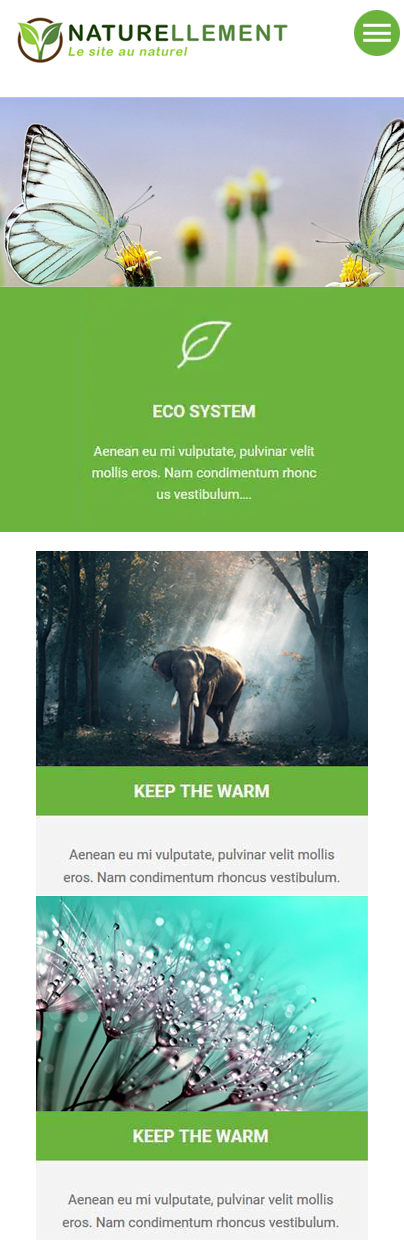 NATURELLEMENT
Le site au naturel
ECO SYSTEM
Aenean eu mi vulputate, pulvinar velit
mollis eros. Nam condimentum rhonc
us vestibulum....
KEEP THE WARM
Aenean eu mi vulputate, pulvinar velit mollis
eros. Nam condimentum rhoncus vestibulum.
KEEP THE WARM
Aenean eu mi vulputate, pulvinar velit mollis
eros. Nam condimentum rhoncus vestibulum.